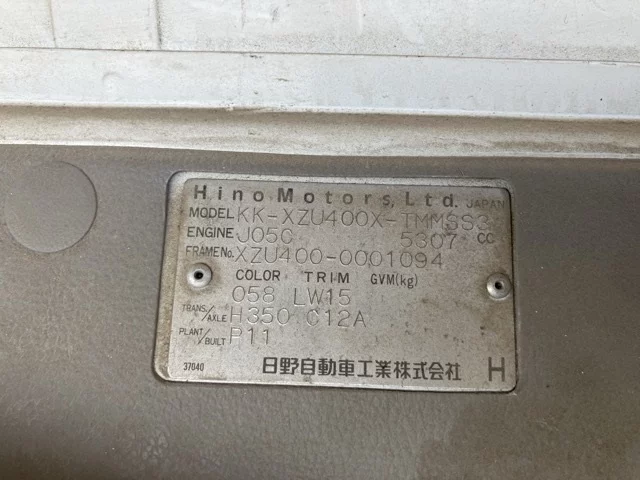 Hino Motors, Ltd. JAPAN
MODEL KK-XZU400X-TMMSS3
ENGINE J05C 5307 CC
FRAME No. XZU400-0001094
COLOR TRIM GVM(kg)
058 LW15
TRANS./AXLE H350 C12A
PLANT/BUILT P11
37040 日野自動車工業株式会社 H